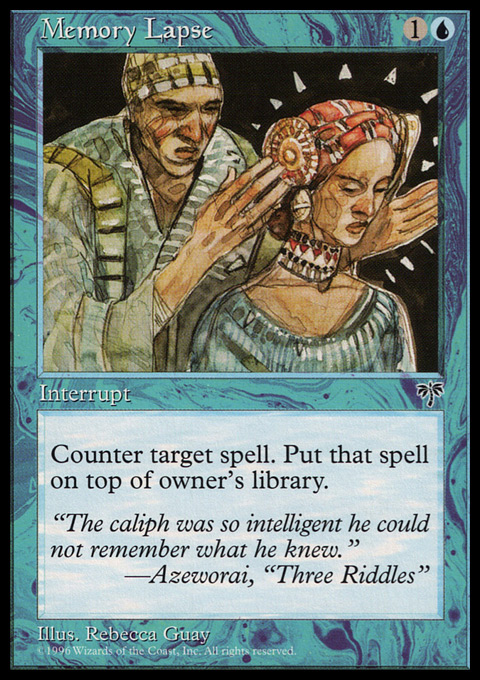 Memory Lapse 1
Interrupt
Counter target spell. Put that spell
on top of owner's library.
“The caliph was so intelligent he could
not remember what he knew.”
—Azeworai, “Three Riddles”
Illus. Rebecca Guay
©1996 Wizards of the Coast, Inc. All rights reserved.